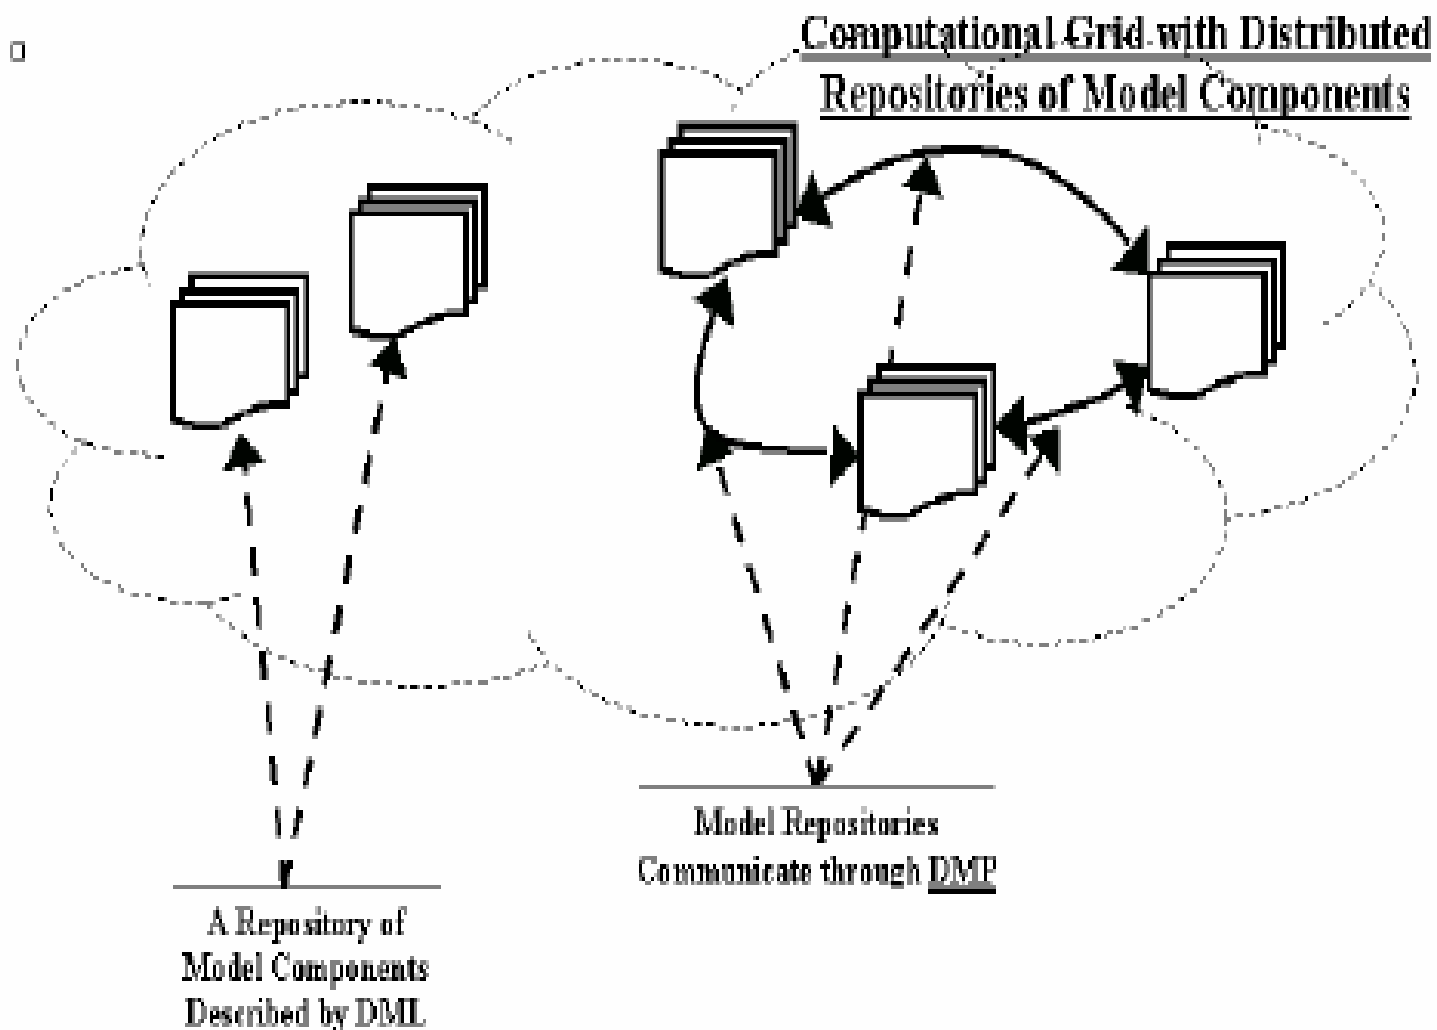 Computational Grid with Distributed
Repositories of Model Components
Model Repositories
Communicate through DMP
A Repository of
Model Components
Described by DML